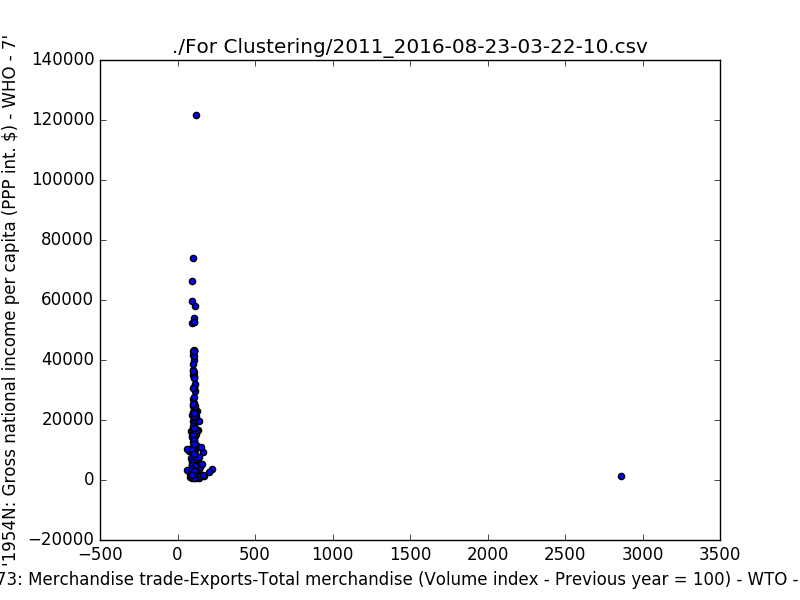 ./For Clustering/2011_2016-08-23-03-22-10.csv
'1954N: Gross national income per capita (PPP int. $) - WHO - 7'
140000
120000
100000
80000
60000
40000
20000
0
−20000
−500 0 500 1000 1500 2000 2500 3000 3500
73: Merchandise trade-Exports-Total merchandise (Volume index - Previous year = 100) - WTO -